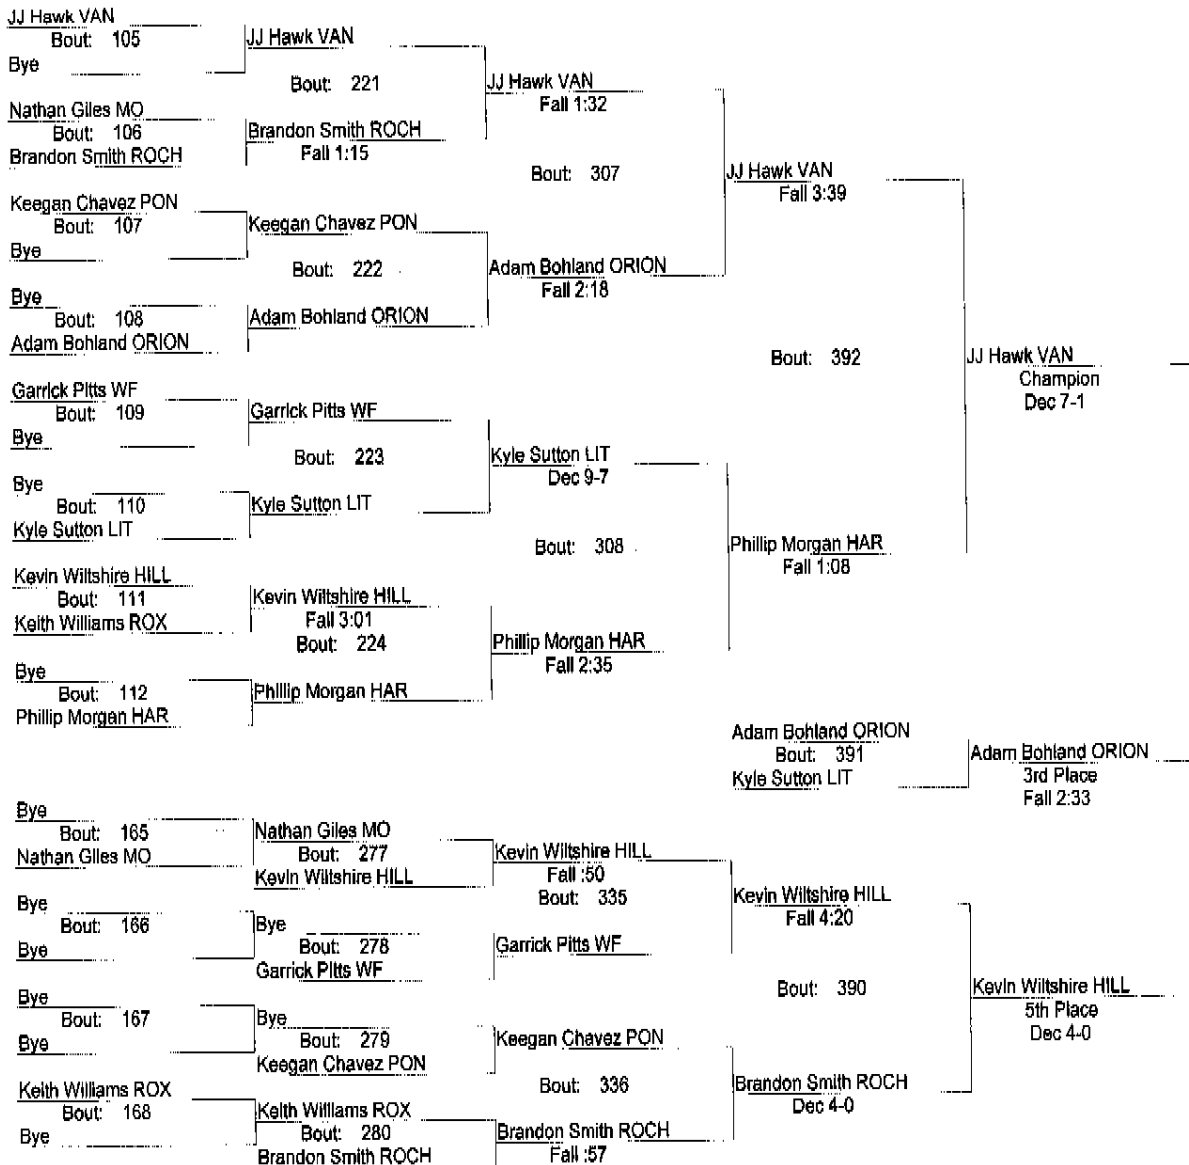 JJ Hawk VAN
Bout: 105
Bye
JJ Hawk VAN
Bout: 221
Nathan Giles MO
Bout: 106
Brandon Smith ROCH
Brandon Smith ROCH
Fall 1:15
JJ Hawk VAN
Fall 1:32
Bout: 307
Keegan Chavez PON
Bout: 107
Bye
Keegan Chavez PON
Bout: 222
Bye
Bout: 108
Adam Bohland ORION
Adam Bohland ORION
Adam Bohland ORION
Fall 2:18
JJ Hawk VAN
Fall 3:39
Bout: 392
Garrick Pitts WF
Bout: 109
Bye
Garrick Pitts WF
Bout: 223
Bye
Bout: 110
Kyle Sutton LIT
Kyle Sutton LIT
Kyle Sutton LIT
Dec 9-7
Bout: 308
Kevin Wiltshire HILL
Bout: 111
Keith Williams ROX
Kevin Wiltshire HILL
Fall 3:01
Bout: 224
Bye
Bout: 112
Phillip Morgan HAR
Phillip Morgan HAR
Phillip Morgan HAR
Fall 2:35
Phillip Morgan HAR
Fall 1:08
JJ Hawk VAN
Champion
Dec 7-1
Adam Bohland ORION
Bout: 391
Kyle Sutton LIT
Adam Bohland ORION
3rd Place
Fall 2:33
Bye
Bout: 165
Nathan Giles MO
Nathan Giles MO
Bout: 277
Kevin Wiltshire HILL
Kevin Wiltshire HILL
Fall :50
Bout: 335
Bye
Bout: 166
Bye
Bye
Bout: 278
Garrick Pitts WF
Garrick Pitts WF
Kevin Wiltshire HILL
Fall 4:20
Bout: 390
Bye
Bout: 167
Bye
Bye
Bout: 279
Keegan Chavez PON
Keegan Chavez PON
Bout: 336
Keith Williams ROX
Bout: 168
Bye
Keith Williams ROX
Bout: 280
Brandon Smith ROCH
Brandon Smith ROCH
Fall :57
Brandon Smith ROCH
Dec 4-0
Kevin Wiltshire HILL
5th Place
Dec 4-0